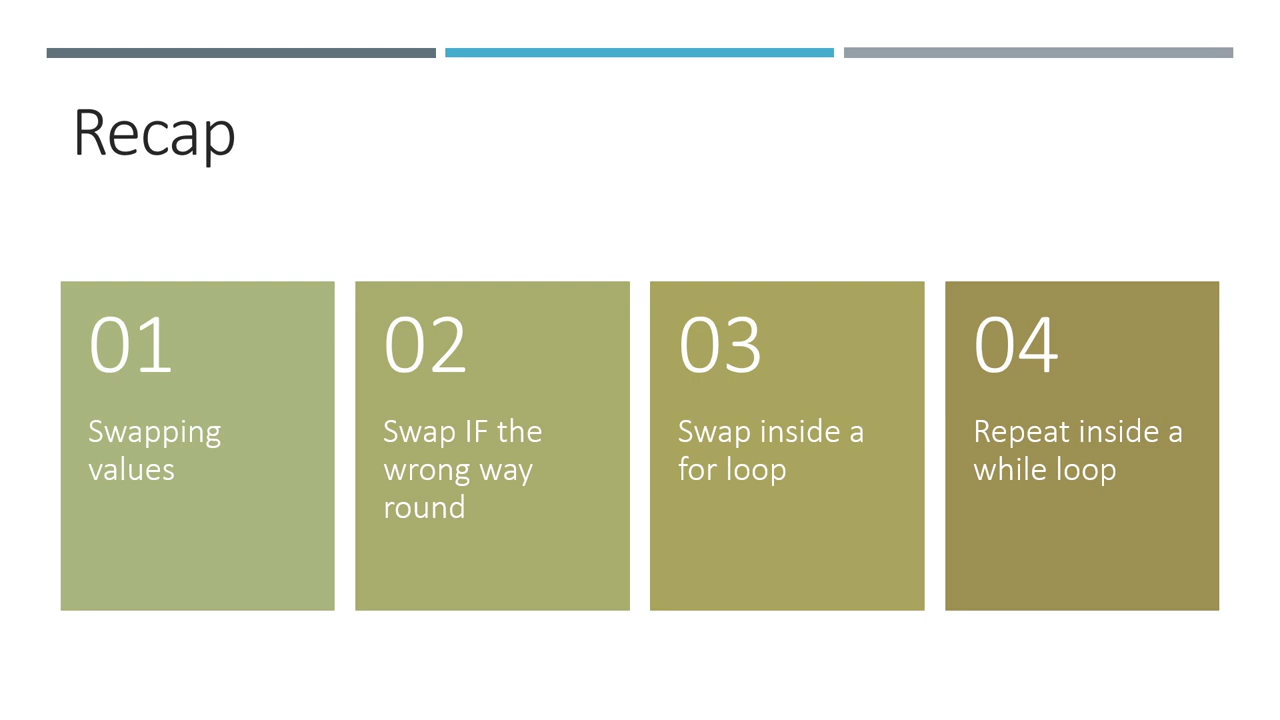 Recap
01
Swapping
values
02
Swap IF the
wrong way
round
03
Swap inside a
for loop
04
Repeat inside a
while loop